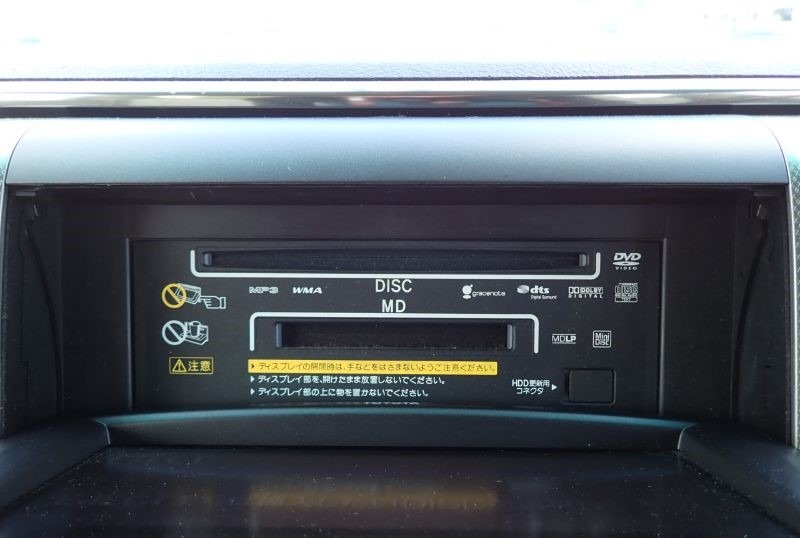 DVD
VIDEO
MP3 WMA DISC gracenote dts Digital Surround DOLBY DIGITAL COMPACT DISC TEXT
MD
MDLP Mini DISC
注意
ディスプレイの開閉時は、手などをはさまないようご注意ください。
ディスプレイ部を、開けたまま放置しないでください。
ディスプレイ部の上に物を置かないでください。
HDD更新用
コネクタ
TOYOTA